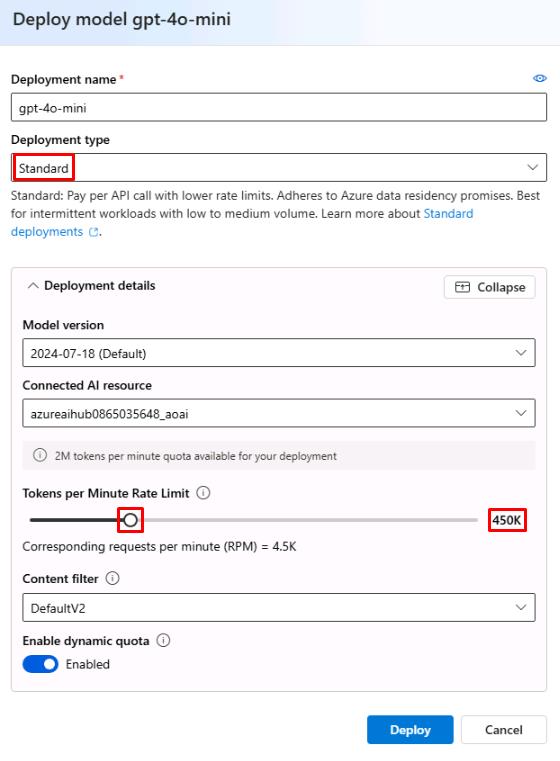 Deploy model gpt-4o-mini
Deployment name *
gpt-4o-mini
Deployment type
Standard
Standard: Pay per API call with lower rate limits. Adheres to Azure data residency promises. Best
for intermittent workloads with low to medium volume. Learn more about Standard
deployments.
Deployment details
Collapse
Model version
2024-07-18 (Default)
Connected AI resource
azureaihub0865035648_aoai
2M tokens per minute quota available for your deployment
Tokens per Minute Rate Limit
450K
Corresponding requests per minute (RPM) = 4.5K
Content filter
DefaultV2
Enable dynamic quota
Enabled
Deploy
Cancel